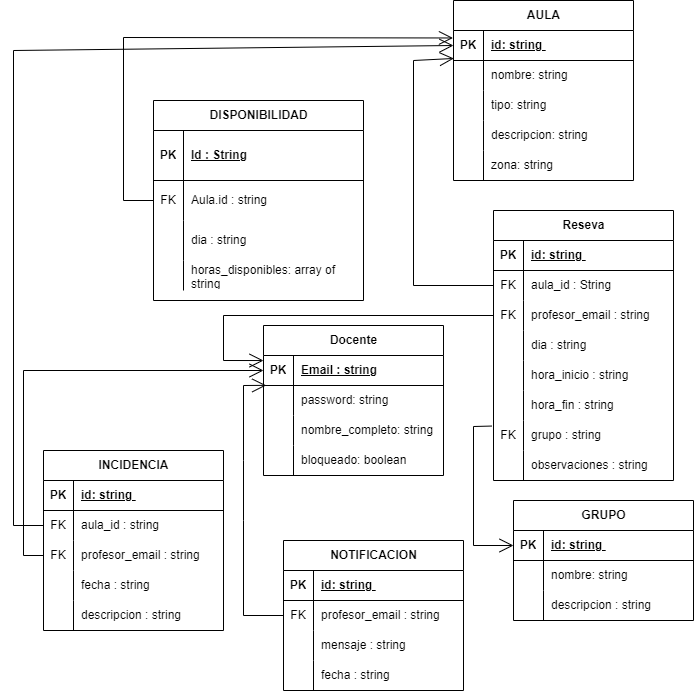 AULA
PK id: string
nombre: string
tipo: string
descripcion: string
zona: string
DISPONIBILIDAD
PK Id : String
FK Aula.id : string
dia : string
horas_disponibles: array of
string
Reseva
PK id: string
FK aula_id : String
FK profesor_email : string
dia : string
hora_inicio : string
hora_fin : string
FK grupo : string
observaciones : string
Docente
PK Email : string
password: string
nombre_completo: string
bloqueado: boolean
INCIDENCIA
PK id: string
FK aula_id : string
FK profesor_email : string
fecha : string
descripcion : string
NOTIFICACION
PK id: string
FK profesor_email : string
mensaje : string
fecha : string
GRUPO
PK id: string
nombre: string
descripcion : string